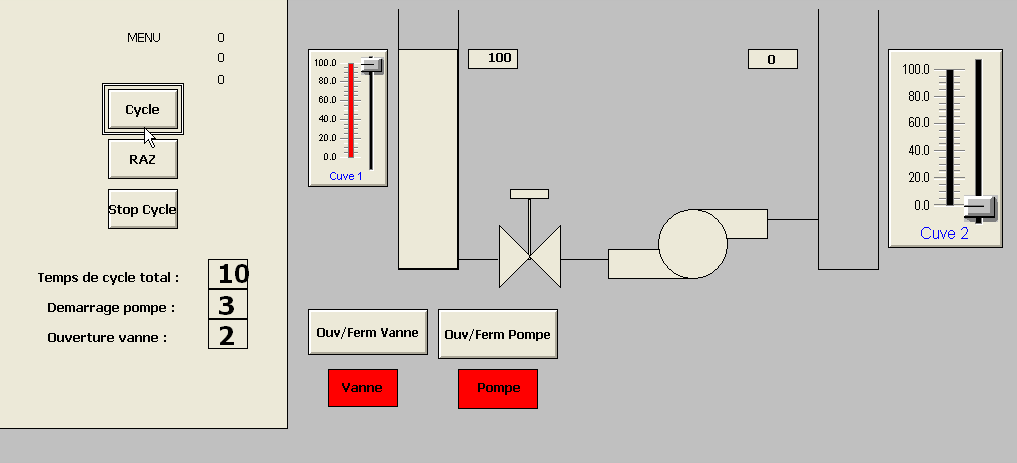 MENU 0
0
0
Cycle
RAZ
Stop Cycle
Temps de cycle total : 10
Demarrage pompe : 3
Ouverture vanne : 2
100.0
80.0
60.0
40.0
20.0
0.0
Cuve 1
100
0
100.0
80.0
60.0
40.0
20.0
0.0
Cuve 2
Ouv/Ferm Vanne
Ouv/Ferm Pompe
Vanne
Pompe